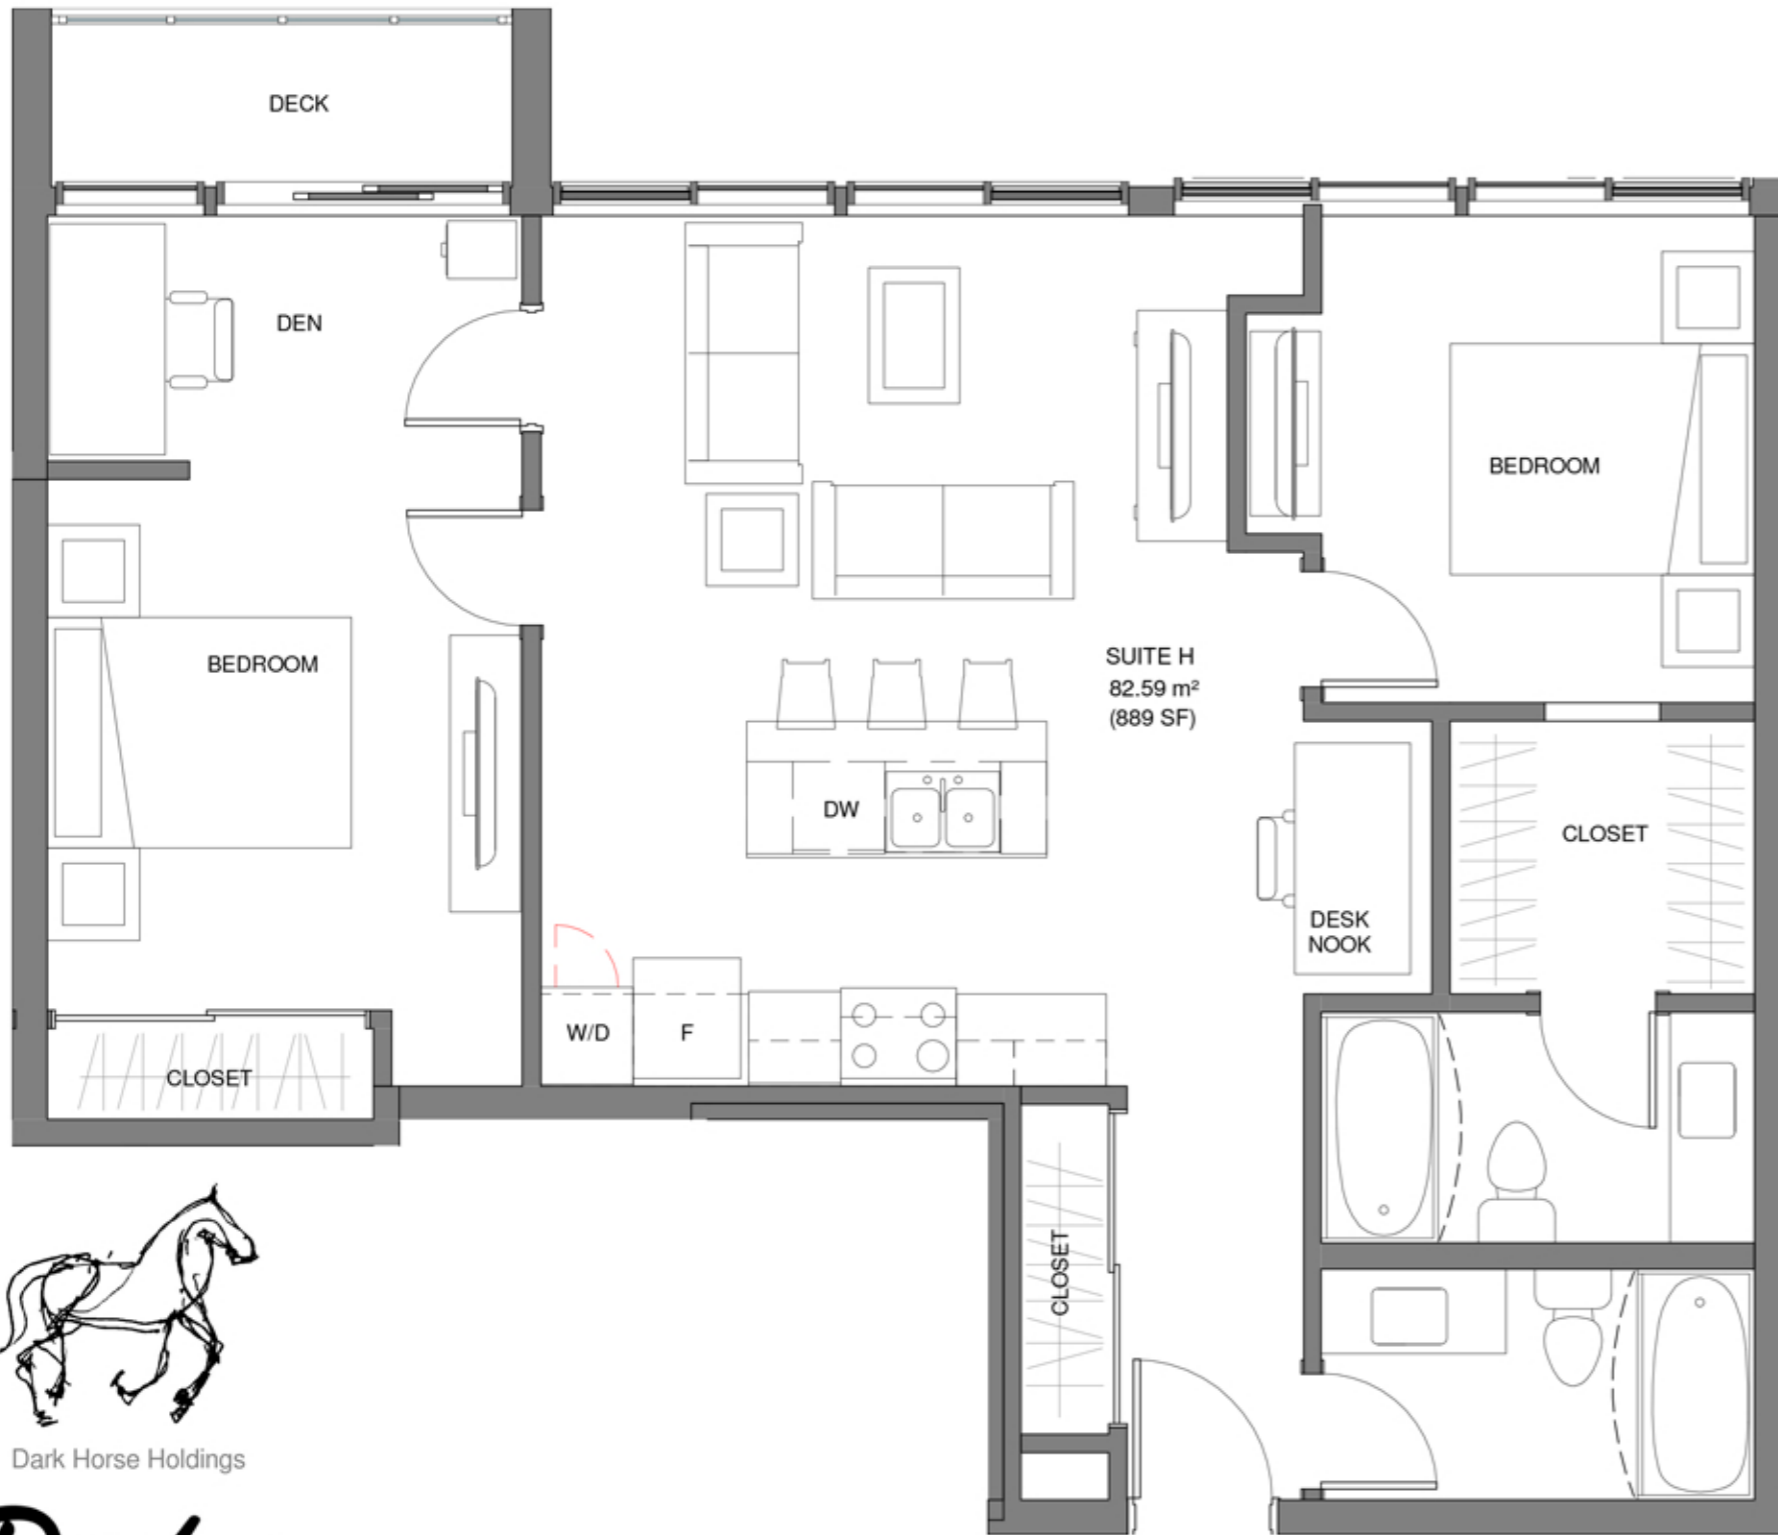 DECK
DEN
BEDROOM
BEDROOM
SUITE H
82.59 m²
(889 SF)
DW
CLOSET
DESK
NOOK
W/D
F
CLOSET
CLOSET
Dark Horse Holdings